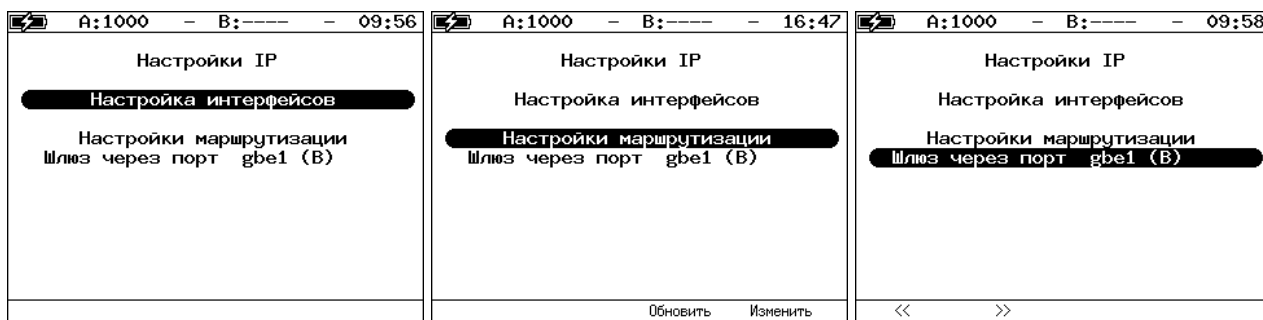 A:1000 – B:---- – 09:56
Настройки IP
Настройка интерфейсов
Настройки маршрутизации
Шлюз через порт gbe1 (B)
A:1000 – B:---- – 16:47
Настройки IP
Настройка интерфейсов
Настройки маршрутизации
Шлюз через порт gbe1 (B)
Обновить Изменить
A:1000 – B:---- – 09:58
Настройки IP
Настройка интерфейсов
Настройки маршрутизации
Шлюз через порт gbe1 (B)
<< >>